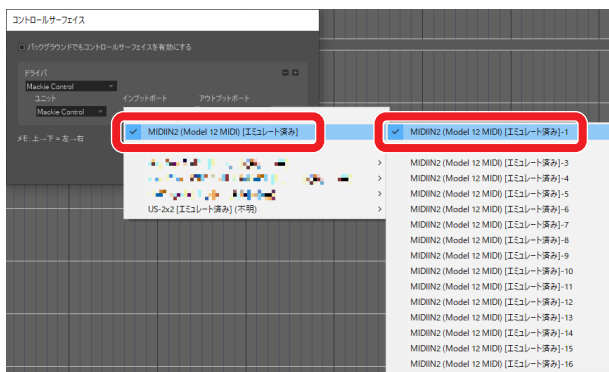 コントロールサーフェイス
バックグラウンドでもコントロールサーフェイスを有効にする
ドライバ
Mackie Control
ユニット インプットポート アウトプットポート
Mackie Control
メモ: 上→下 = 左→右
MIDIIN2 (Model 12 MIDI) [エミュレート済み]
US-2x2 [エミュレート済み] (不明)
MIDIIN2 (Model 12 MIDI) [エミュレート済み]-1
MIDIIN2 (Model 12 MIDI) [エミュレート済み]-3
MIDIIN2 (Model 12 MIDI) [エミュレート済み]-4
MIDIIN2 (Model 12 MIDI) [エミュレート済み]-5
MIDIIN2 (Model 12 MIDI) [エミュレート済み]-6
MIDIIN2 (Model 12 MIDI) [エミュレート済み]-7
MIDIIN2 (Model 12 MIDI) [エミュレート済み]-8
MIDIIN2 (Model 12 MIDI) [エミュレート済み]-9
MIDIIN2 (Model 12 MIDI) [エミュレート済み]-10
MIDIIN2 (Model 12 MIDI) [エミュレート済み]-11
MIDIIN2 (Model 12 MIDI) [エミュレート済み]-12
MIDIIN2 (Model 12 MIDI) [エミュレート済み]-13
MIDIIN2 (Model 12 MIDI) [エミュレート済み]-14
MIDIIN2 (Model 12 MIDI) [エミュレート済み]-15
MIDIIN2 (Model 12 MIDI) [エミュレート済み]-16